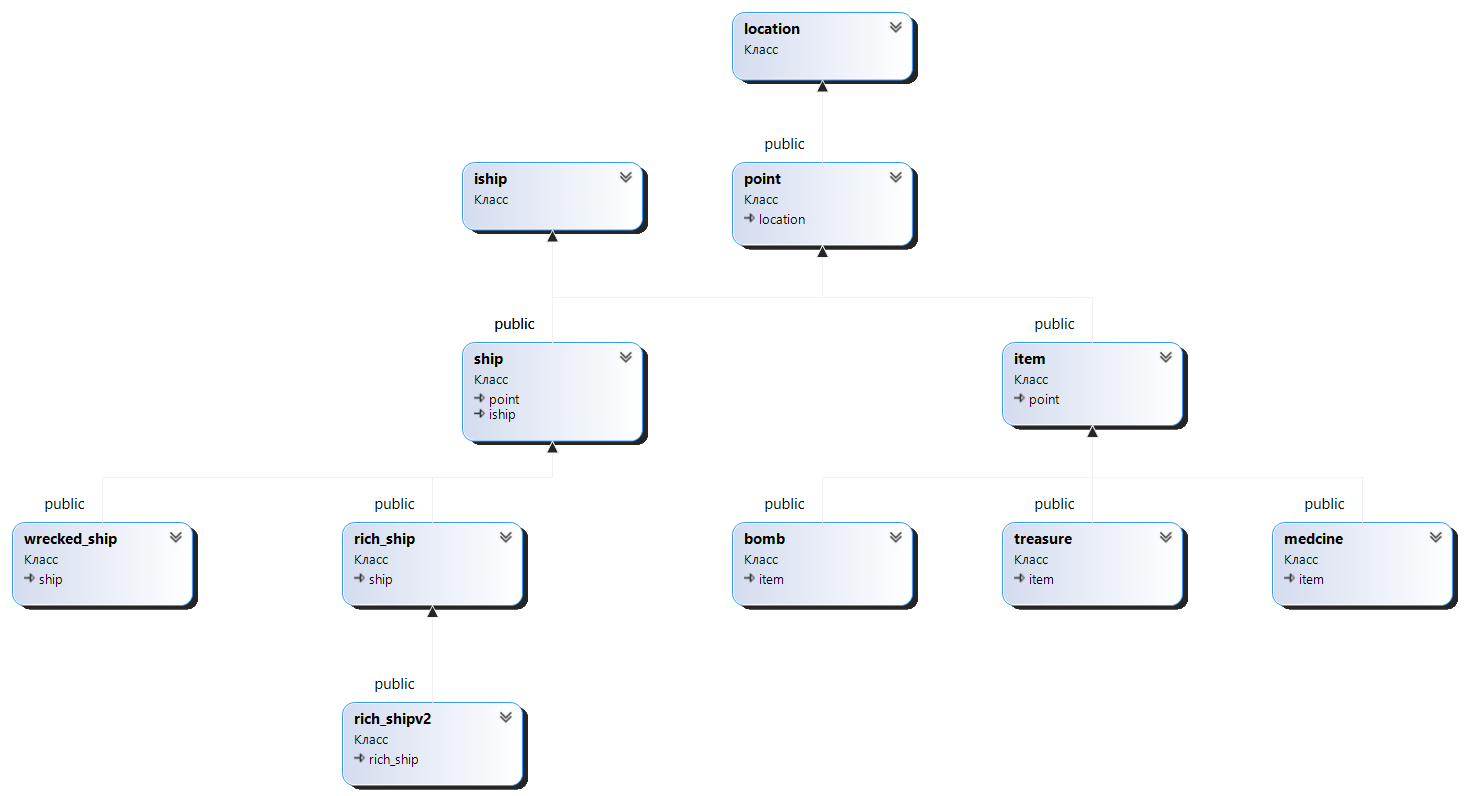 location
Класс
public
iship
Класс
point
Класс
location
public
public
ship
Класс
point
iship
item
Класс
point
public
public
public
public
public
wrecked_ship
Класс
ship
rich_ship
Класс
ship
bomb
Класс
item
treasure
Класс
item
medcine
Класс
item
public
rich_shipv2
Класс
rich_ship